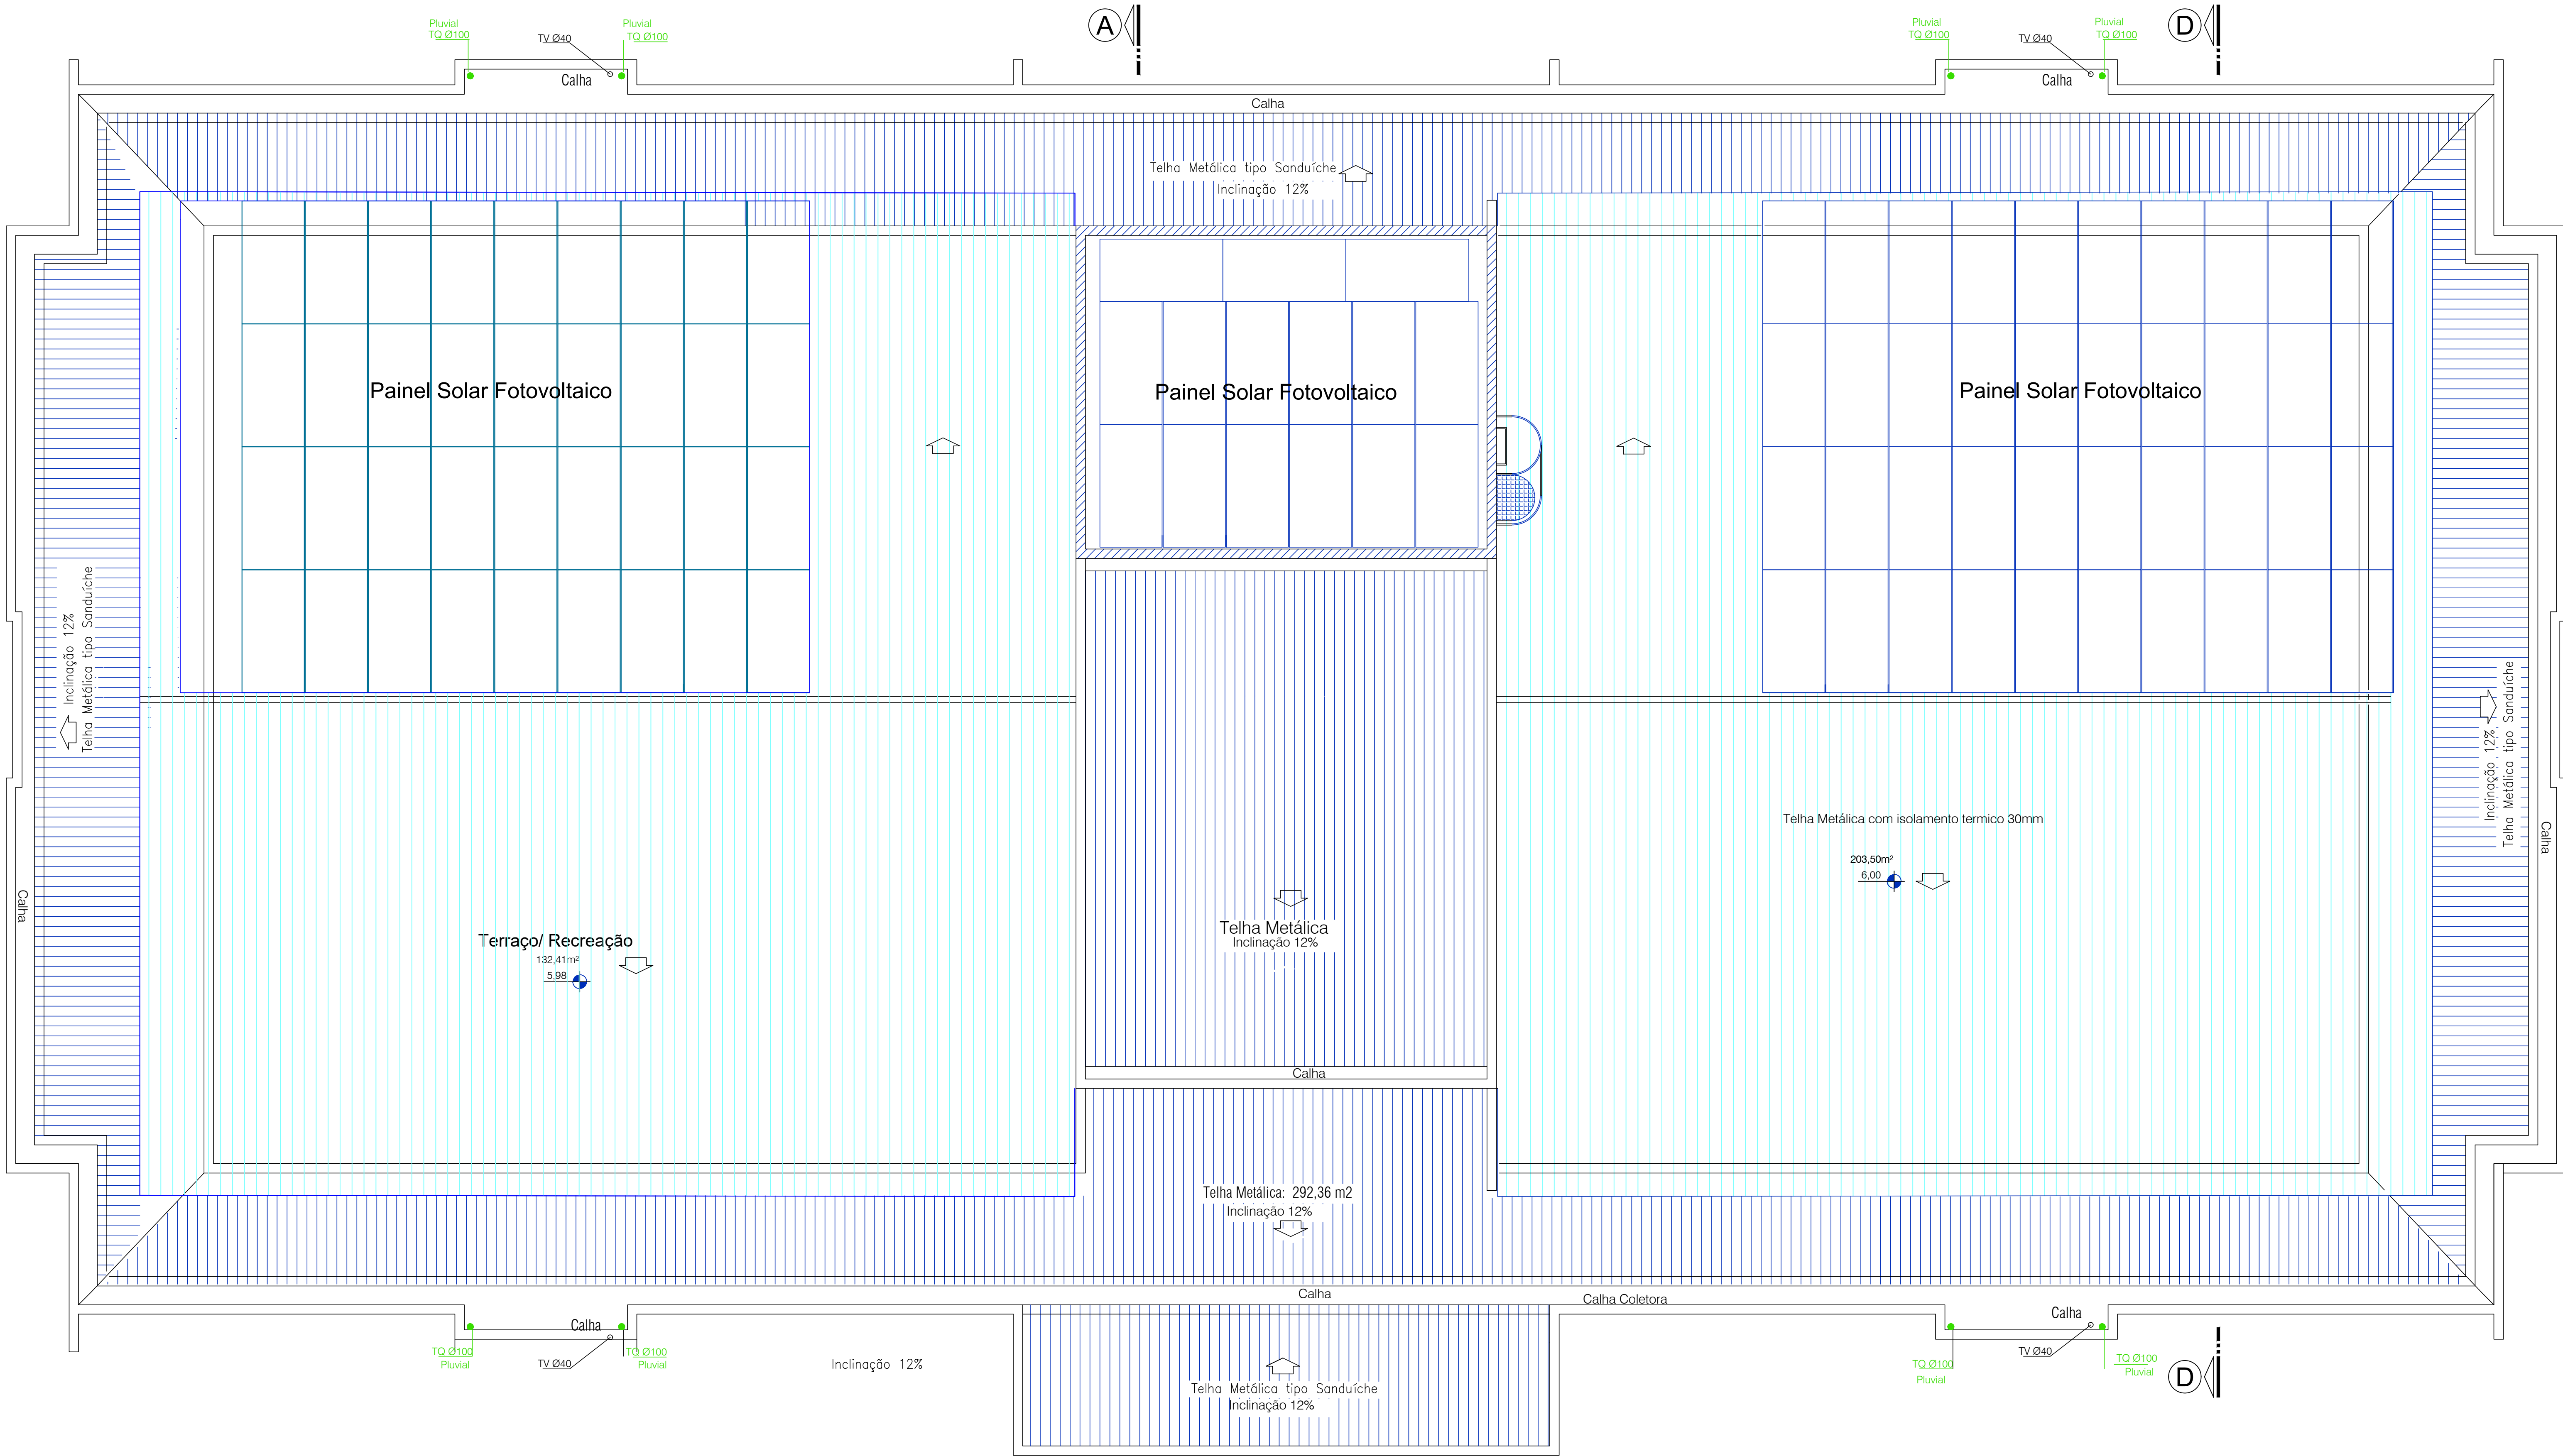 Pluvial
TQ Ø100
TV Ø40
Pluvial
TQ Ø100
A
Pluvial
TQ Ø100
TV Ø40
Pluvial
TQ Ø100
D
Calha
Calha
Calha
Telha Metálica tipo Sanduíche
Inclinação 12%
Painel Solar Fotovoltaico
Painel Solar Fotovoltaico
Painel Solar Fotovoltaico
Inclinação 12%
Telha Metálica tipo Sanduíche
Inclinação 12%
Telha Metálica tipo Sanduíche
Calha
Calha
Telha Metálica com isolamento termico 30mm
203,50m²
6,00
Terraço/ Recreação
132,41m²
5,98
Telha Metálica
Inclinação 12%
Calha
Telha Metálica: 292,36 m2
Inclinação 12%
Calha
Calha Coletora
Calha
Calha
TQ Ø100
Pluvial
TV Ø40
TQ Ø100
Pluvial
Inclinação 12%
Telha Metálica tipo Sanduíche
Inclinação 12%
TQ Ø100
Pluvial
TV Ø40
TQ Ø100
Pluvial
D